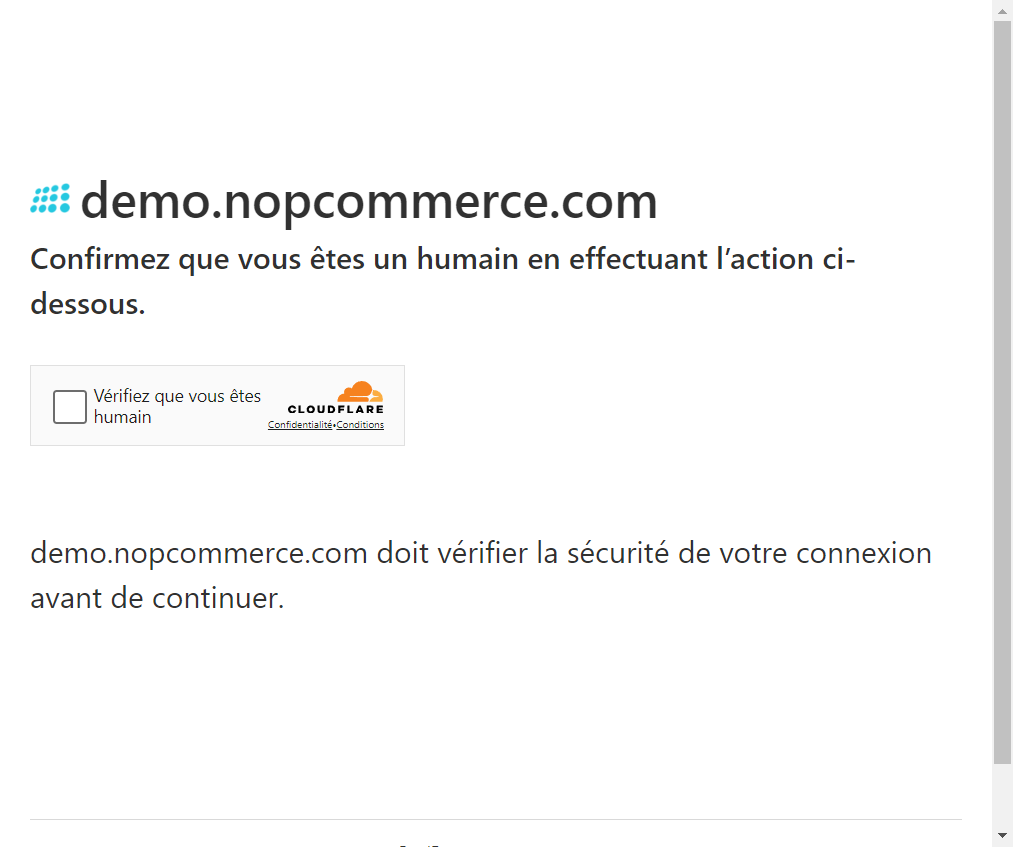 demo.nopcommerce.com
Confirmez que vous êtes un humain en effectuant l’action ci-
dessous.
Vérifiez que vous êtes
humain
CLOUDFLARE
Confidentialité•Conditions
demo.nopcommerce.com doit vérifier la sécurité de votre connexion
avant de continuer.